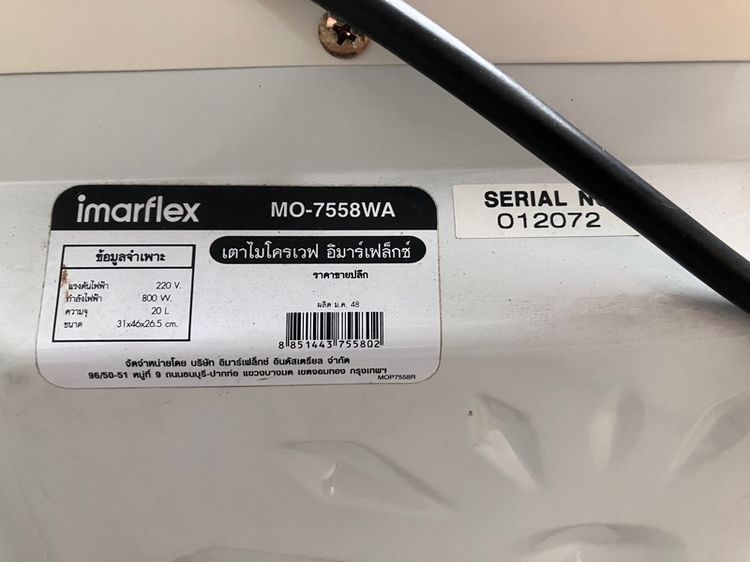 imarflex MO-7558WA
ข้อมูลจำเพาะ
แรงดันไฟฟ้า 220 V.
กำลังไฟฟ้า 800 W.
ความจุ 20 L
ขนาด 31x46x26.5 cm.
เตาไมโครเวฟ อิมาร์เฟล็กซ์
ราคาขายปลีก
ผลิต ม.ค. 48
8 851443 755802
จัดจำหน่ายโดย บริษัท อิมาร์เฟล็กซ์ อินดัสเตรียล จำกัด
96/50-51 หมู่ที่ 9 ถนนธนบุรี-ปากท่อ แขวงบางมด เขตจอมทอง กรุงเทพฯ
MOP7558R
SERIAL
012072